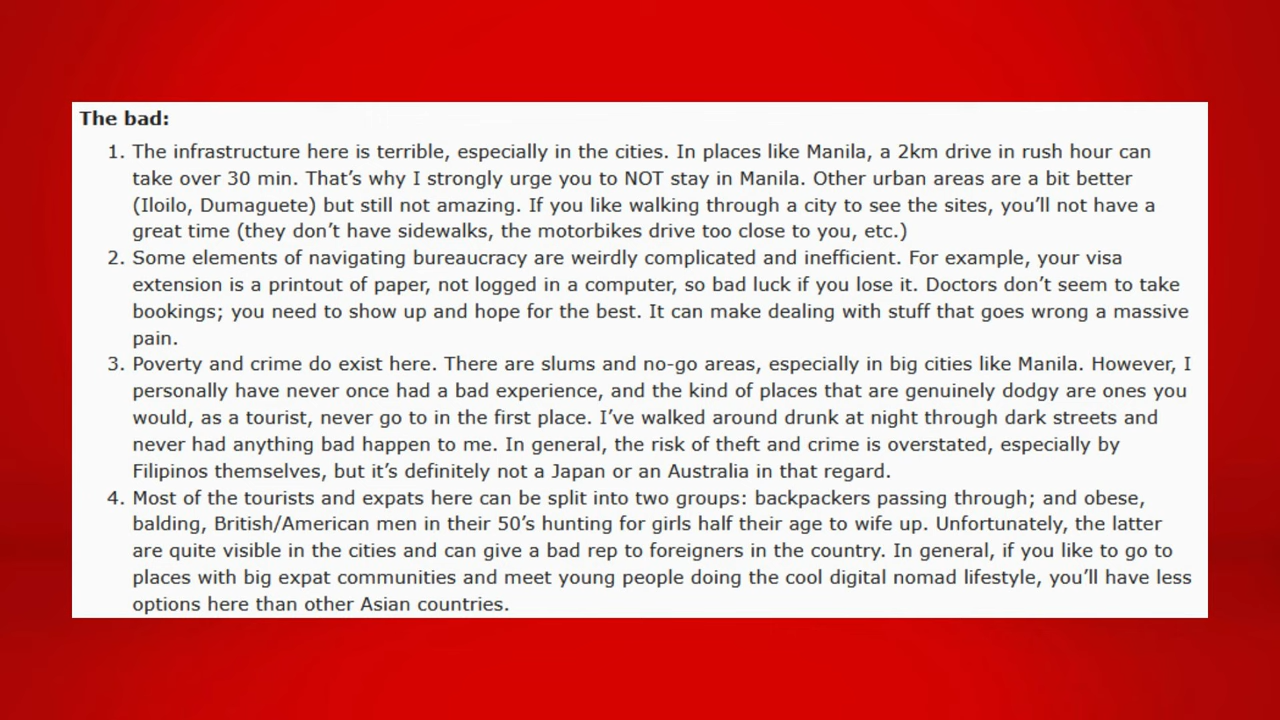 The bad:
1. The infrastructure here is terrible, especially in the cities. In places like Manila, a 2km drive in rush hour can
take over 30 min. That’s why I strongly urge you to NOT stay in Manila. Other urban areas are a bit better
(Iloilo, Dumaguete) but still not amazing. If you like walking through a city to see the sites, you’ll not have a
great time (they don’t have sidewalks, the motorbikes drive too close to you, etc.)
2. Some elements of navigating bureaucracy are weirdly complicated and inefficient. For example, your visa
extension is a printout of paper, not logged in a computer, so bad luck if you lose it. Doctors don’t seem to take
bookings; you need to show up and hope for the best. It can make dealing with stuff that goes wrong a massive
pain.
3. Poverty and crime do exist here. There are slums and no-go areas, especially in big cities like Manila. However, I
personally have never once had a bad experience, and the kind of places that are genuinely dodgy are ones you
would, as a tourist, never go to in the first place. I’ve walked around drunk at night through dark streets and
never had anything bad happen to me. In general, the risk of theft and crime is overstated, especially by
Filipinos themselves, but it’s definitely not a Japan or an Australia in that regard.
4. Most of the tourists and expats here can be split into two groups: backpackers passing through; and obese,
balding, British/American men in their 50’s hunting for girls half their age to wife up. Unfortunately, the latter
are quite visible in the cities and can give a bad rep to foreigners in the country. In general, if you like to go to
places with big expat communities and meet young people doing the cool digital nomad lifestyle, you’ll have less
options here than other Asian countries.